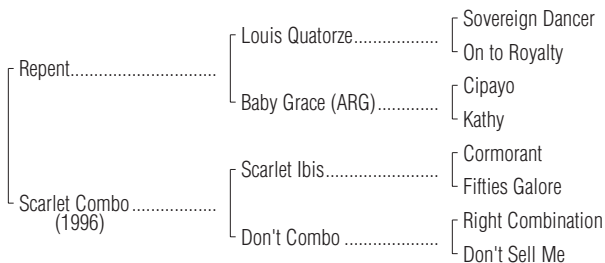 Sovereign Dancer
Louis Quatorze..................
On to Royalty
Repent...............................
Cipayo
Baby Grace (ARG).............
Kathy
Cormorant
Scarlet Ibis........................
Fifties Galore
Scarlet Combo..................
(1996)
Right Combination
Don't Combo ....................
Don't Sell Me